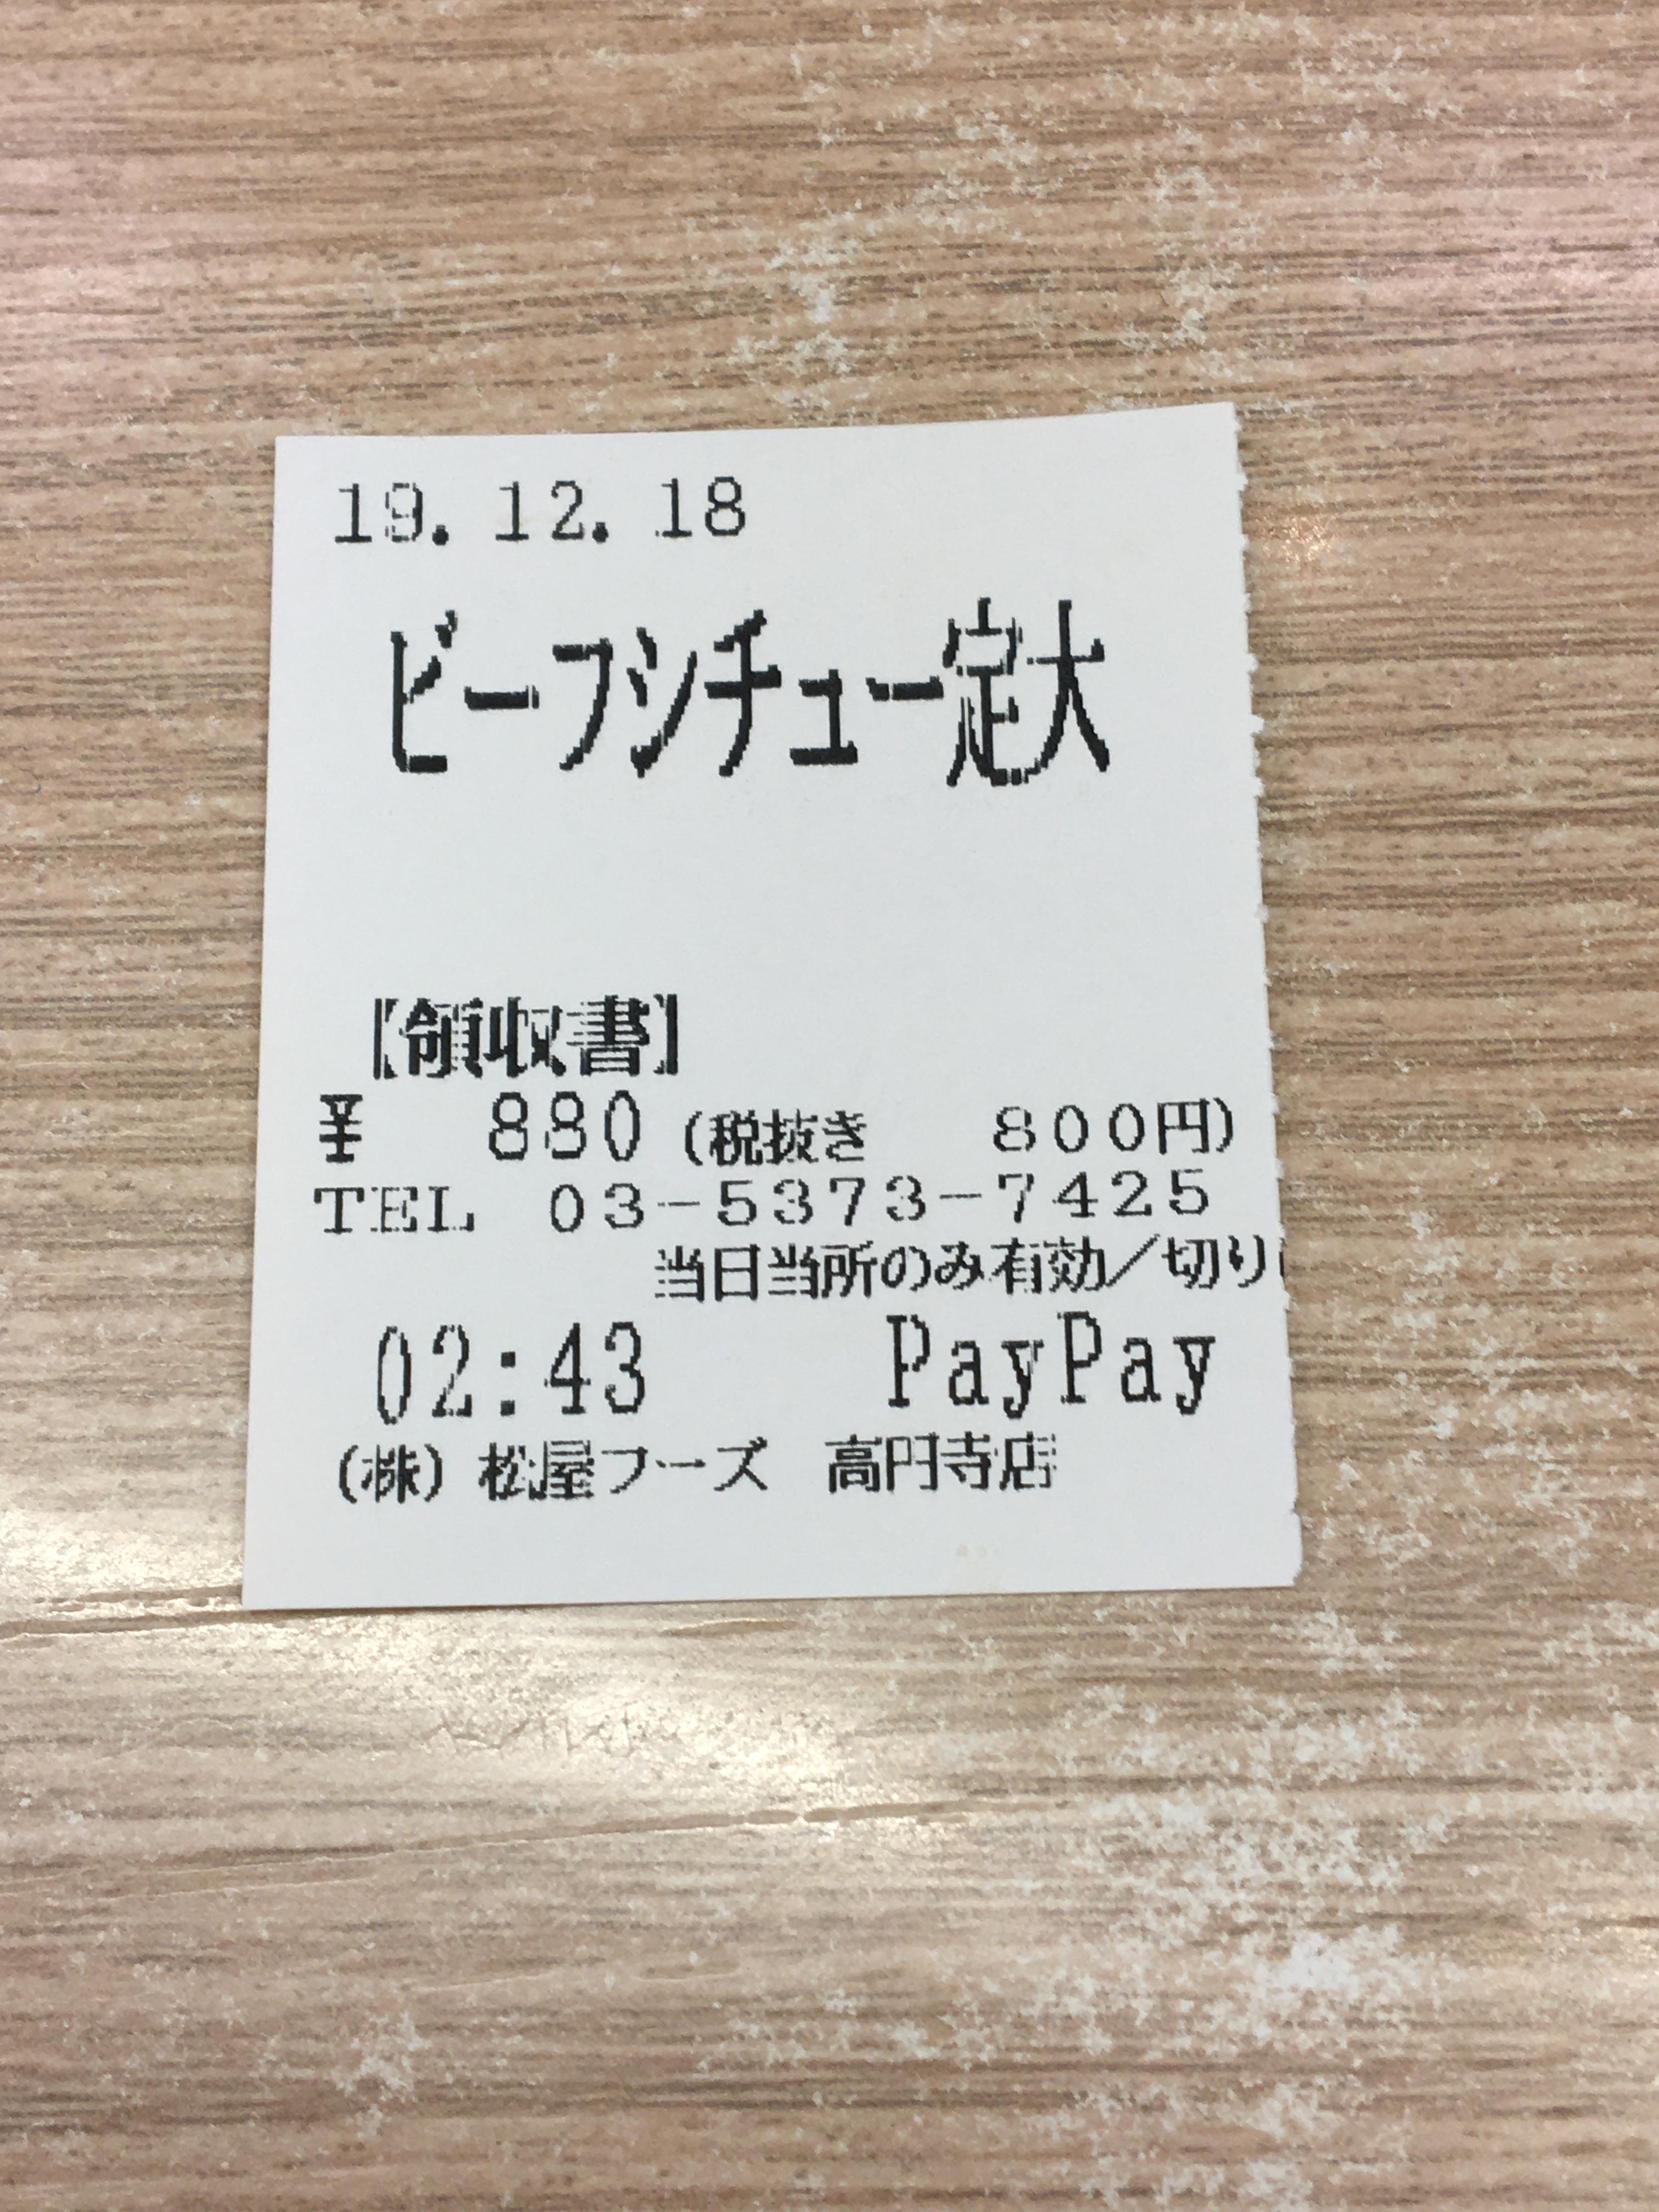 19.12.18
ビーフシチュー定大
【領収書】
¥ 880 (税抜き 800円)
TEL 03-5373-7425
当日当所のみ有効/切り
02:43 PayPay
(株) 松屋フーズ 高円寺店